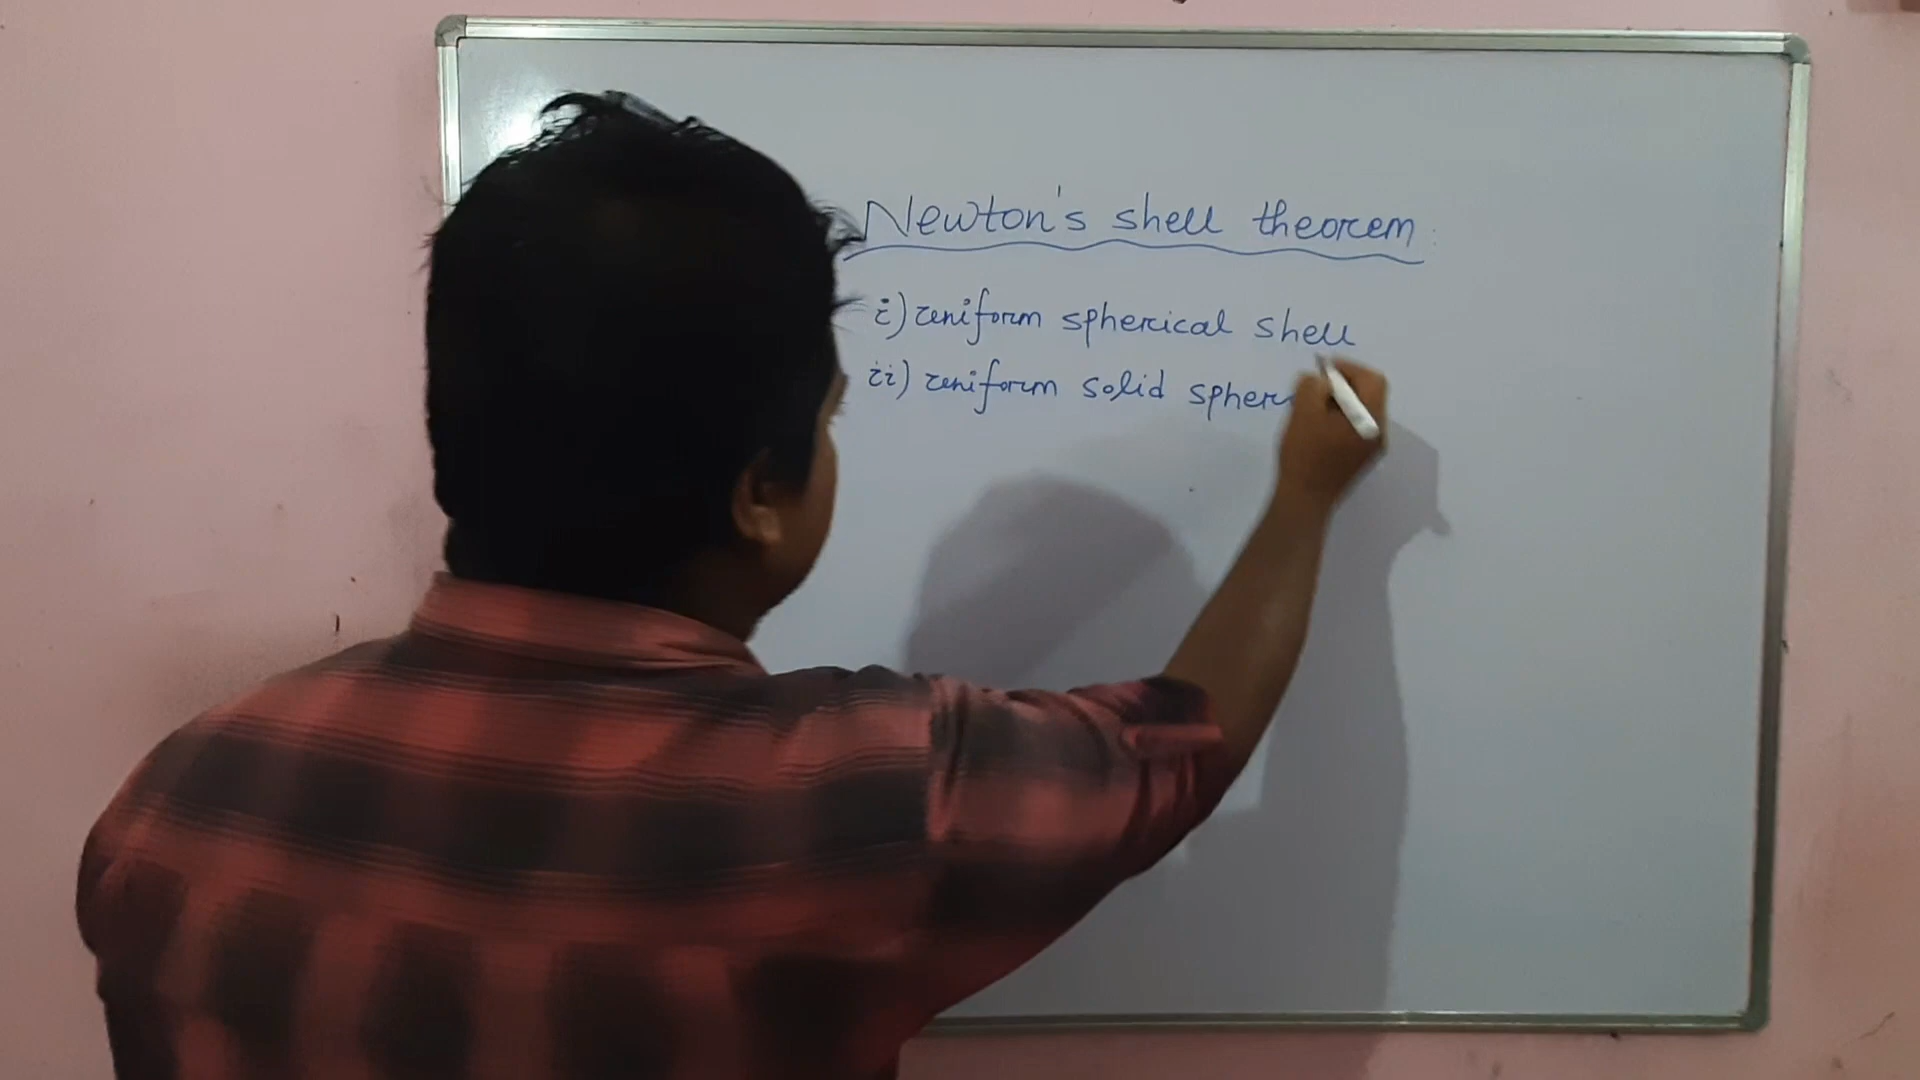 Newton's shell theorem
i) uniform spherical shell
ii) uniform solid spher